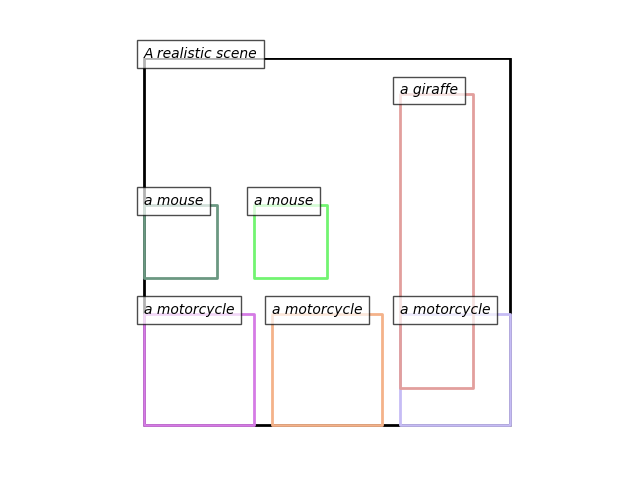 A realistic scene
a giraffe
a mouse
a mouse
a motorcycle
a motorcycle
a motorcycle